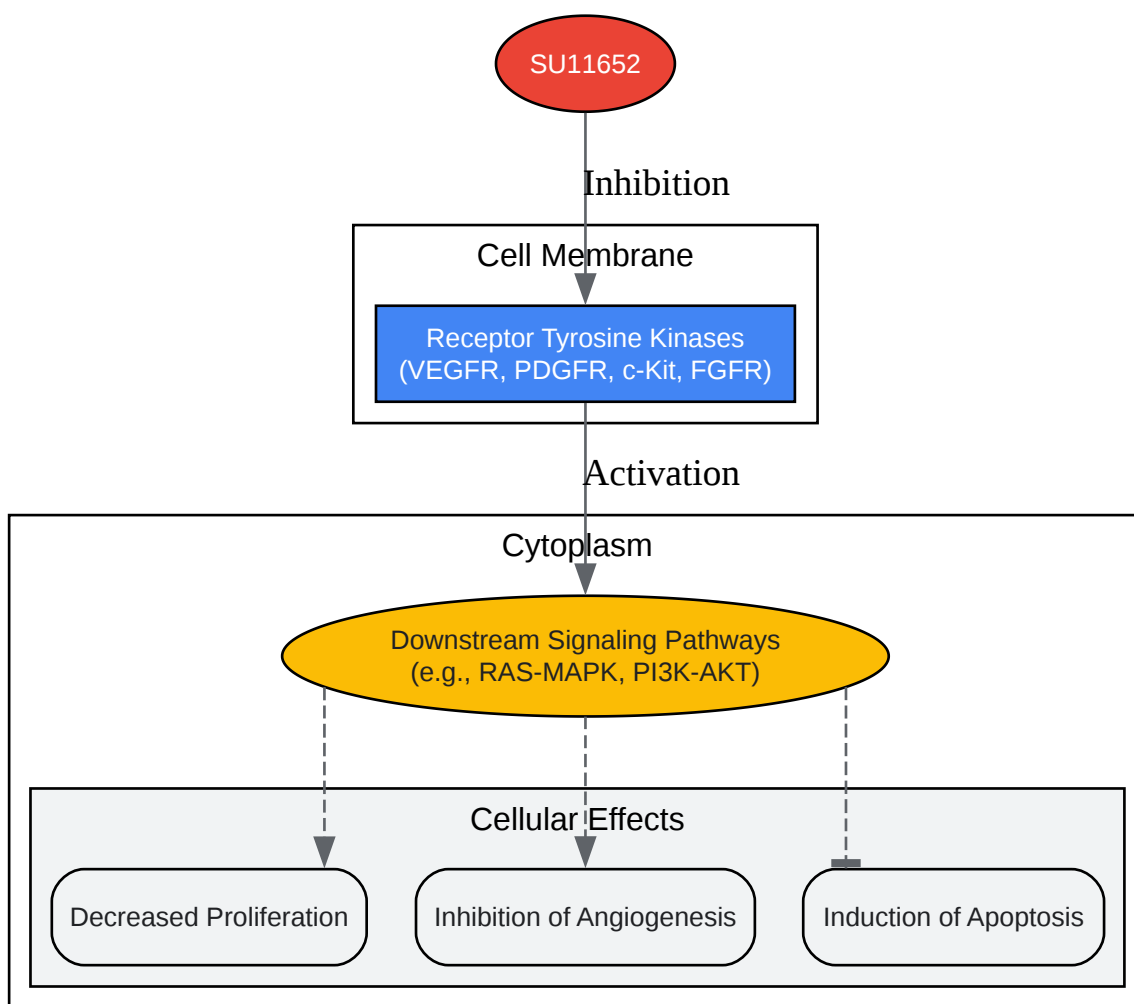 SU11652
Inhibition
Cell Membrane
Receptor Tyrosine Kinases
(VEGFR, PDGFR, c-Kit, FGFR)
Activation
Cytoplasm
Downstream Signaling Pathways
(e.g., RAS-MAPK, PI3K-AKT)
Cellular Effects
Decreased Proliferation
Inhibition of Angiogenesis
Induction of Apoptosis